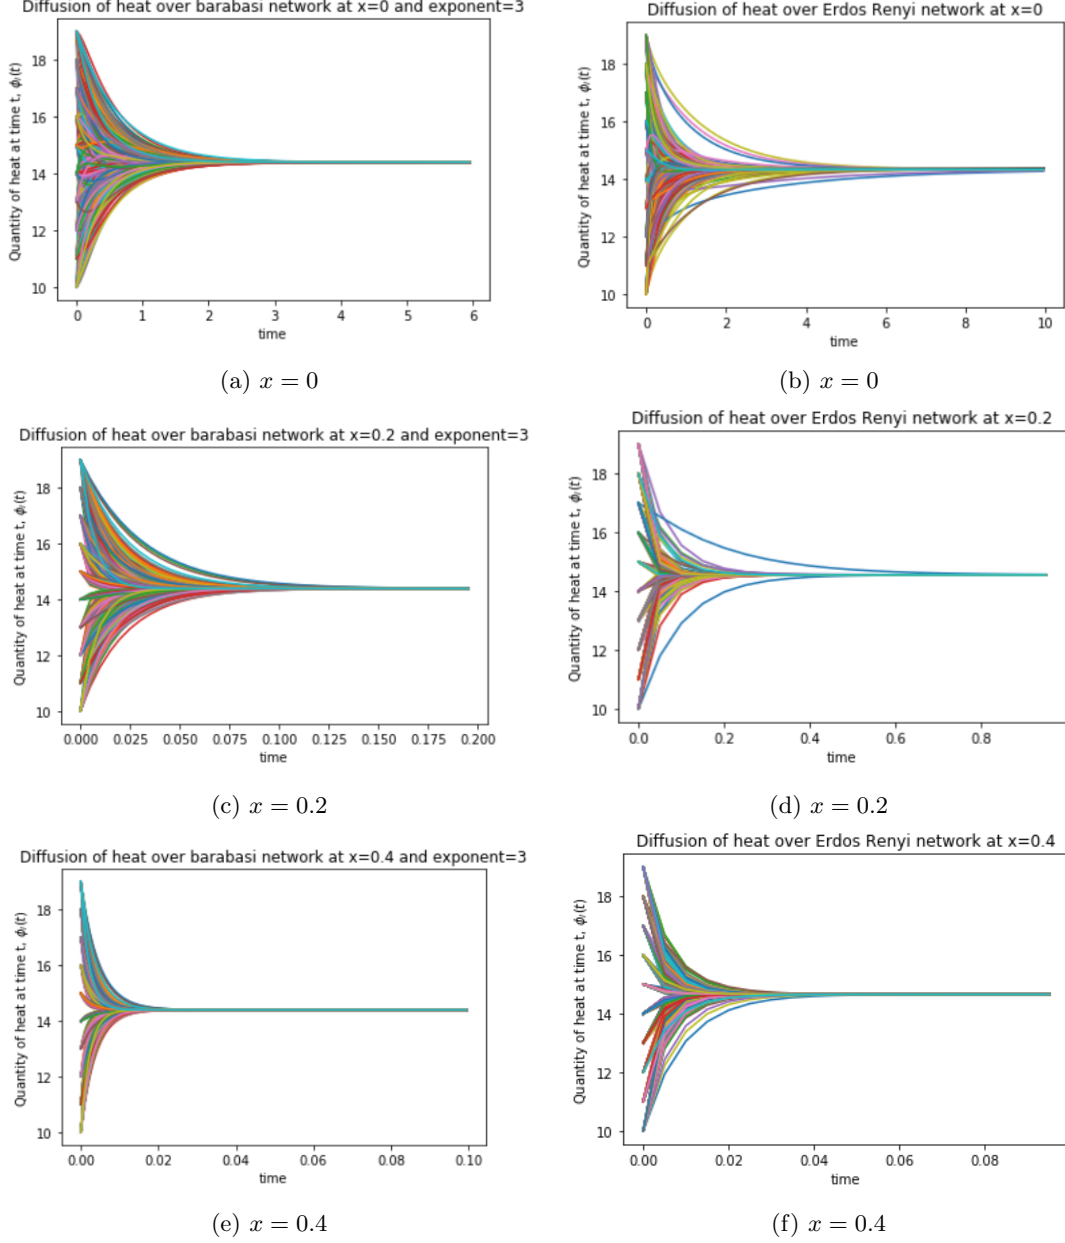 Diffusion of heat over barabasi network at x=0 and exponent=3
Quantity of heat at time t, ϕᵢ(t)
18
16
14
12
10
0 1 2 3 4 5 6
time
(a) x = 0
Diffusion of heat over Erdos Renyi network at x=0
Quantity of heat at time t, ϕᵢ(t)
18
16
14
12
10
0 2 4 6 8 10
time
(b) x = 0
Diffusion of heat over barabasi network at x=0.2 and exponent=3
Quantity of heat at time t, ϕᵢ(t)
18
16
14
12
10
0.000 0.025 0.050 0.075 0.100 0.125 0.150 0.175 0.200
time
(c) x = 0.2
Diffusion of heat over Erdos Renyi network at x=0.2
Quantity of heat at time t, ϕᵢ(t)
18
16
14
12
10
0.0 0.2 0.4 0.6 0.8
time
(d) x = 0.2
Diffusion of heat over barabasi network at x=0.4 and exponent=3
Quantity of heat at time t, ϕᵢ(t)
18
16
14
12
10
0.00 0.02 0.04 0.06 0.08 0.10
time
(e) x = 0.4
Diffusion of heat over Erdos Renyi network at x=0.4
Quantity of heat at time t, ϕᵢ(t)
18
16
14
12
10
0.00 0.02 0.04 0.06 0.08
time
(f) x = 0.4